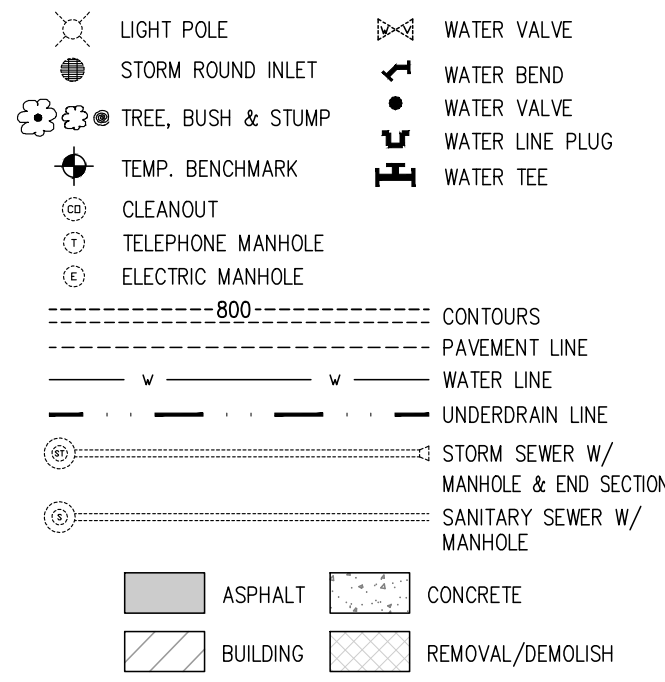 LIGHT POLE
STORM ROUND INLET
TREE, BUSH & STUMP
TEMP. BENCHMARK
CO CLEANOUT
T TELEPHONE MANHOLE
E ELECTRIC MANHOLE
W WATER VALVE
WATER BEND
WATER VALVE
WATER LINE PLUG
WATER TEE
800 CONTOURS
PAVEMENT LINE
W W WATER LINE
UNDERDRAIN LINE
ST STORM SEWER W/
MANHOLE & END SECTION
S SANITARY SEWER W/
MANHOLE
ASPHALT CONCRETE
BUILDING REMOVAL/DEMOLISH